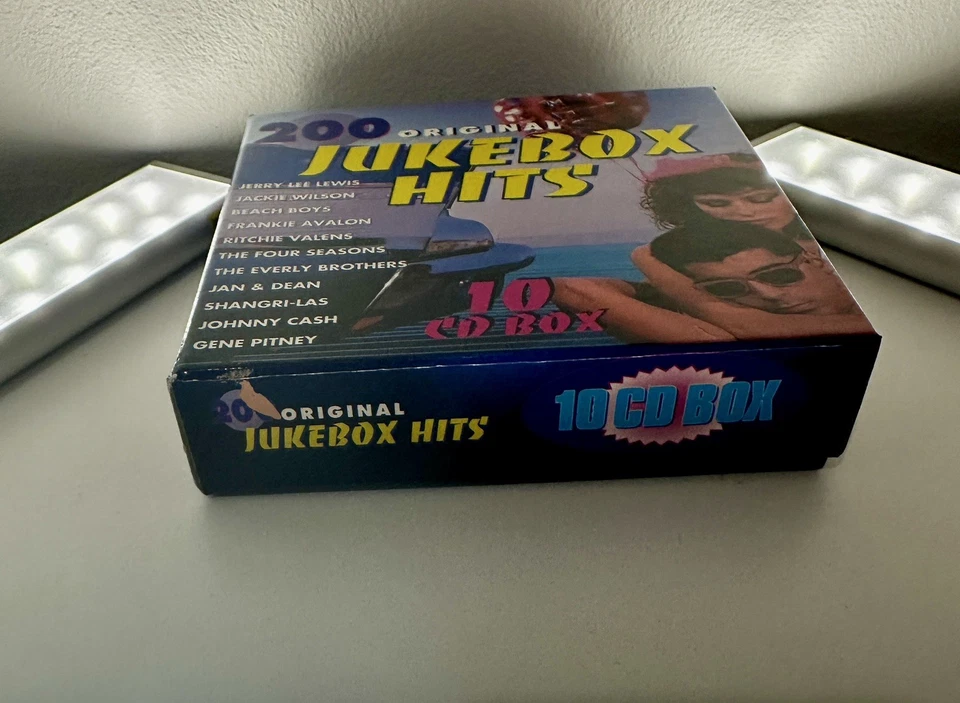 200 ORIGINAL
JUKEBOX
HITS
JERRY LEE LEWIS
JACKIE WILSON
BEACH BOYS
FRANKIE AVALON
RITCHIE VALENS
THE FOUR SEASONS
THE EVERLY BROTHERS
JAN & DEAN
SHANGRI-LAS
JOHNNY CASH
GENE PITNEY
10
CD BOX
20 ORIGINAL
JUKEBOX HITS
10 CD BOX